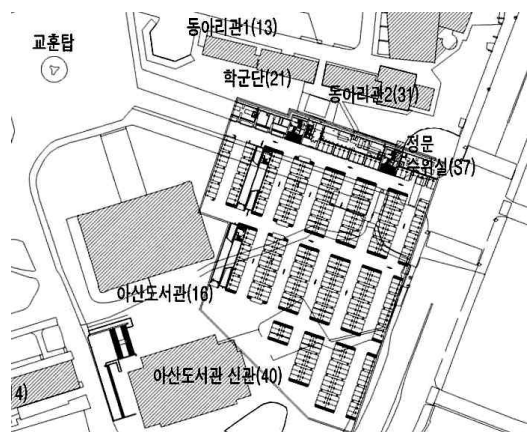 동아리관1(13)
교훈탑
학군단(21)
동아리관2(31)
정문
수위실(37)
아산도서관(16)
아산도서관 신관(40)
4)